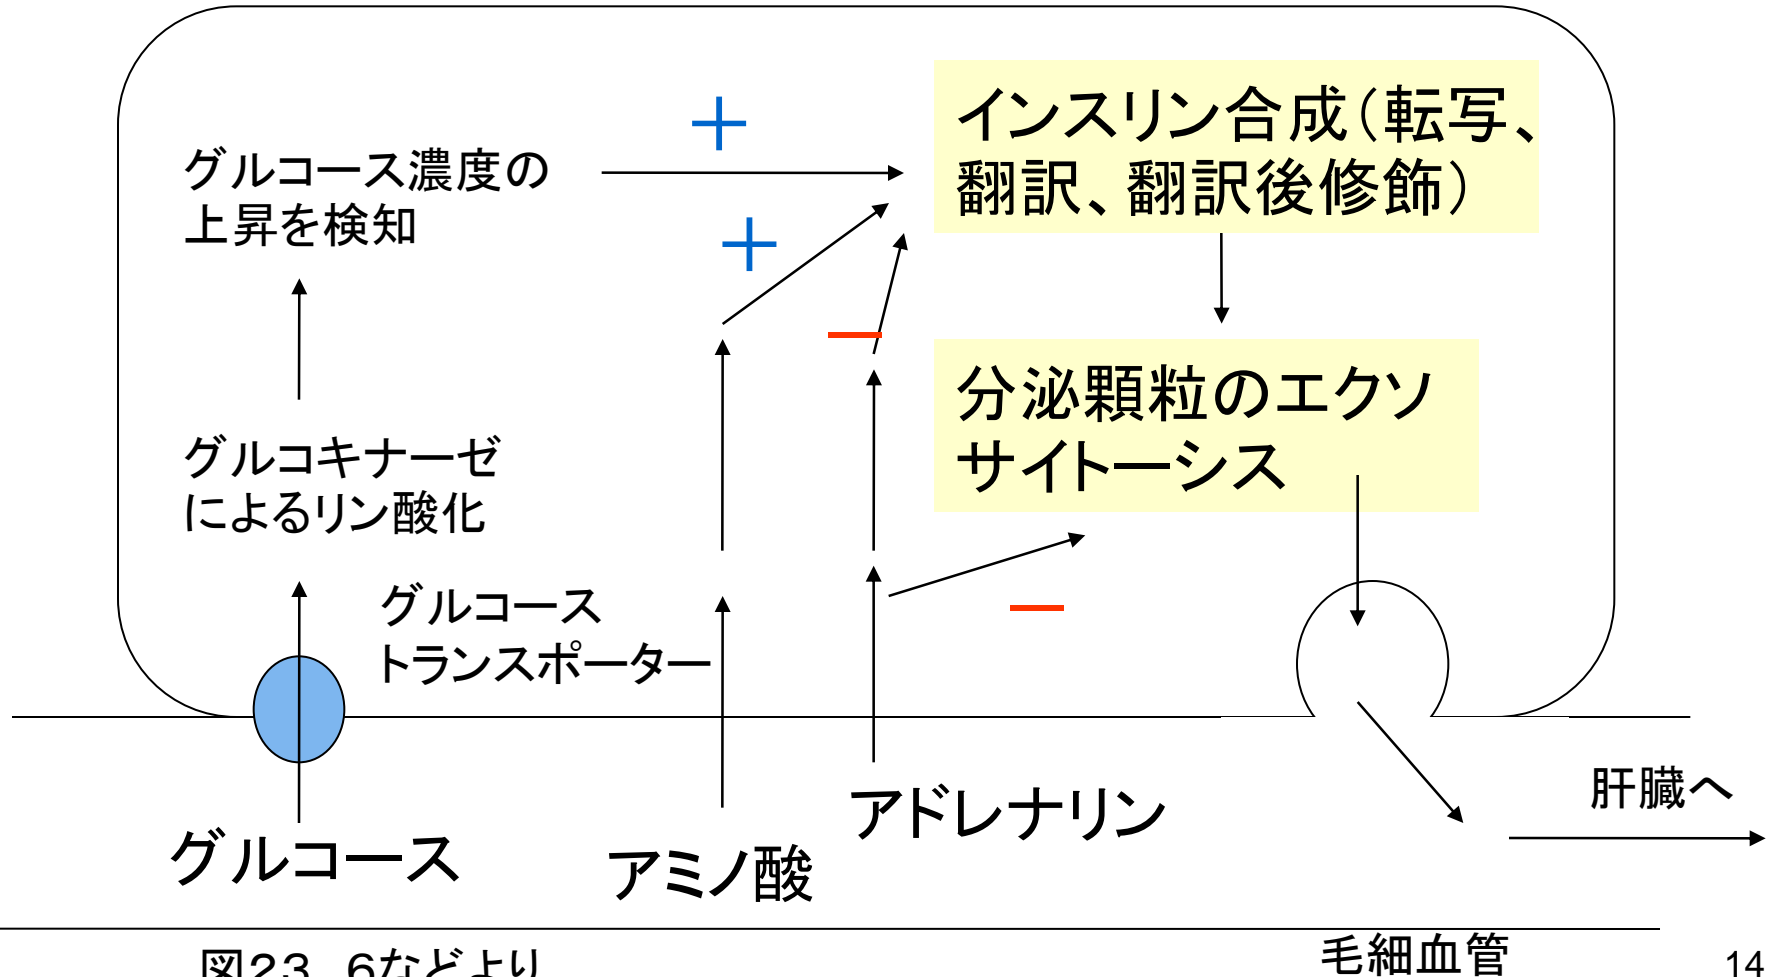 インスリン合成（転写、
翻訳、翻訳後修飾）
＋
グルコース濃度の
上昇を検知
＋
－
分泌顆粒のエクソ
サイトーシス
グルコキナーゼ
によるリン酸化
グルコース
トランスポーター
－
肝臓へ
アドレナリン
グルコース
アミノ酸
毛細血管
図２３．６などより
14